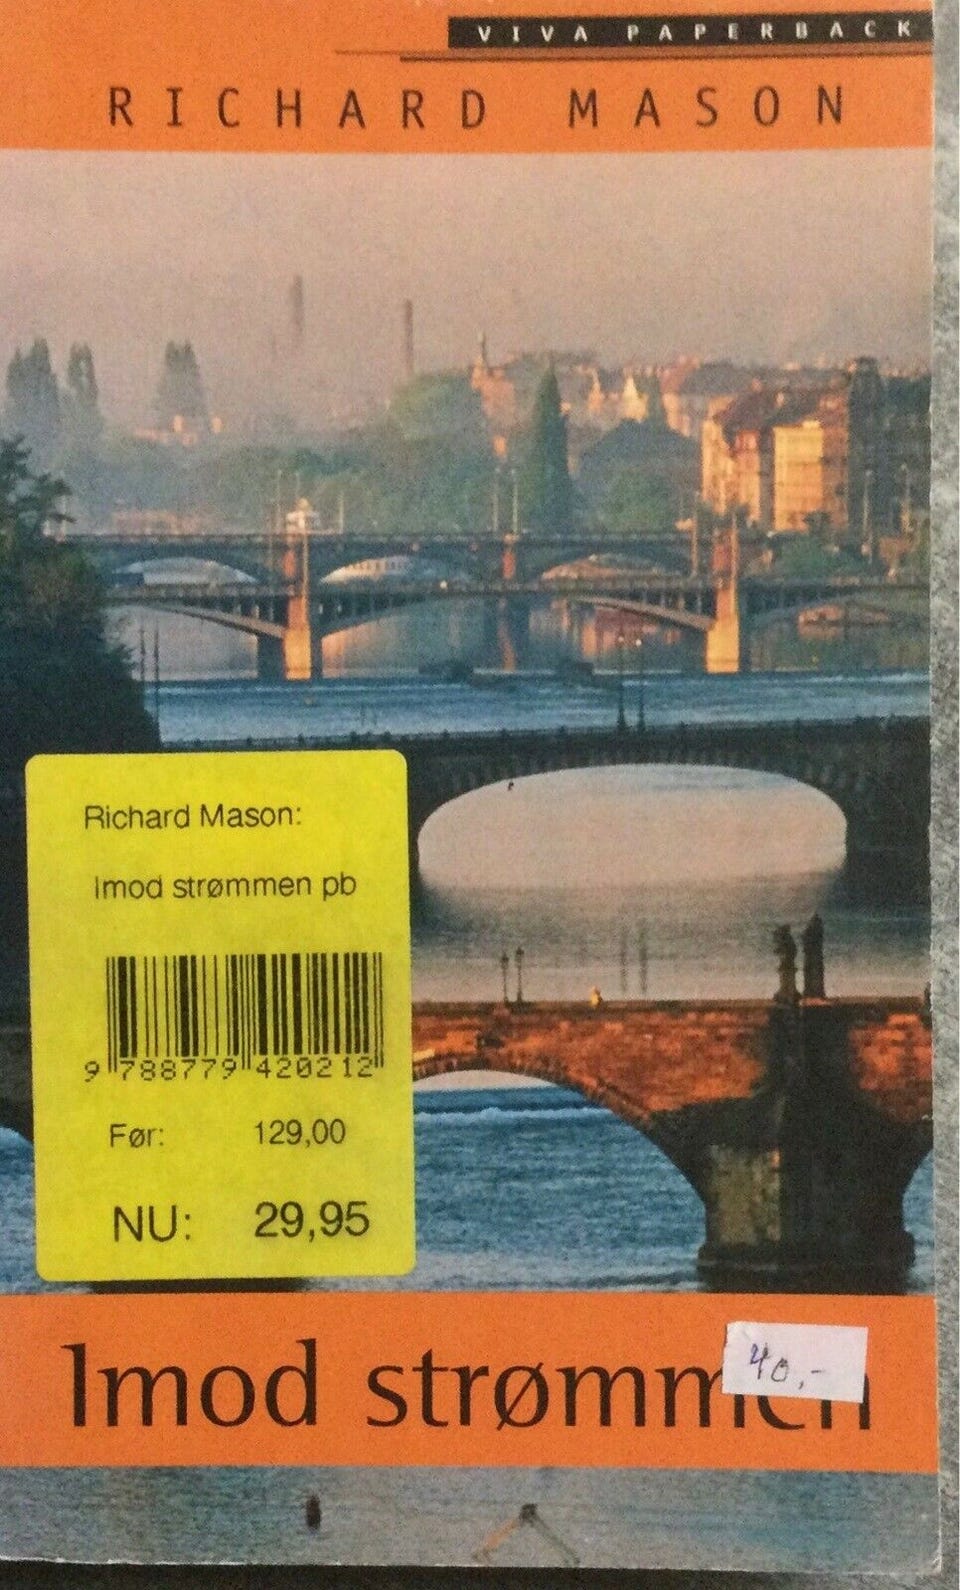 VIVA PAPERBACK
RICHARD MASON
Richard Mason:
Imod strømmen pb
9 788779 420212
Før: 129,00
NU: 29,95
Imod strømmen
40,-